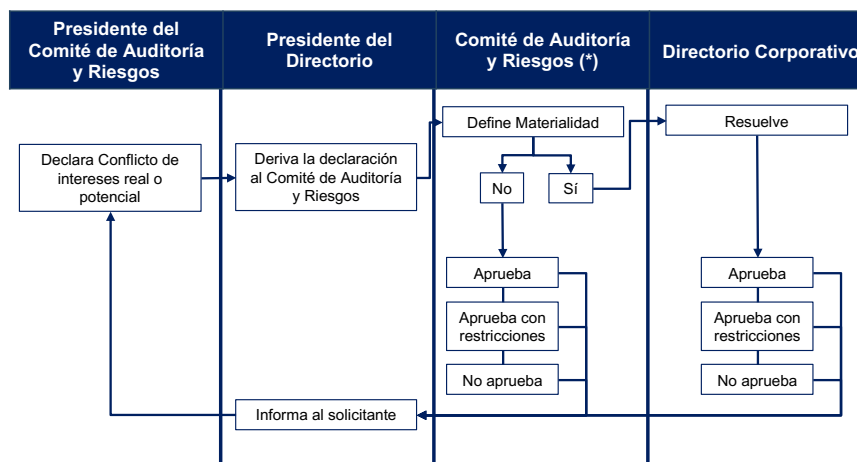 Presidente del
Comité de Auditoría
y Riesgos
Presidente del
Directorio
Comité de Auditoría
y Riesgos (*)
Directorio Corporativo
Declara Conflicto de
intereses real o
potencial
Deriva la declaración
al Comité de Auditoría
y Riesgos
Define Materialidad
No
Sí
Resuelve
Aprueba
Aprueba con
restricciones
No aprueba
Aprueba
Aprueba con
restricciones
No aprueba
Informa al solicitante